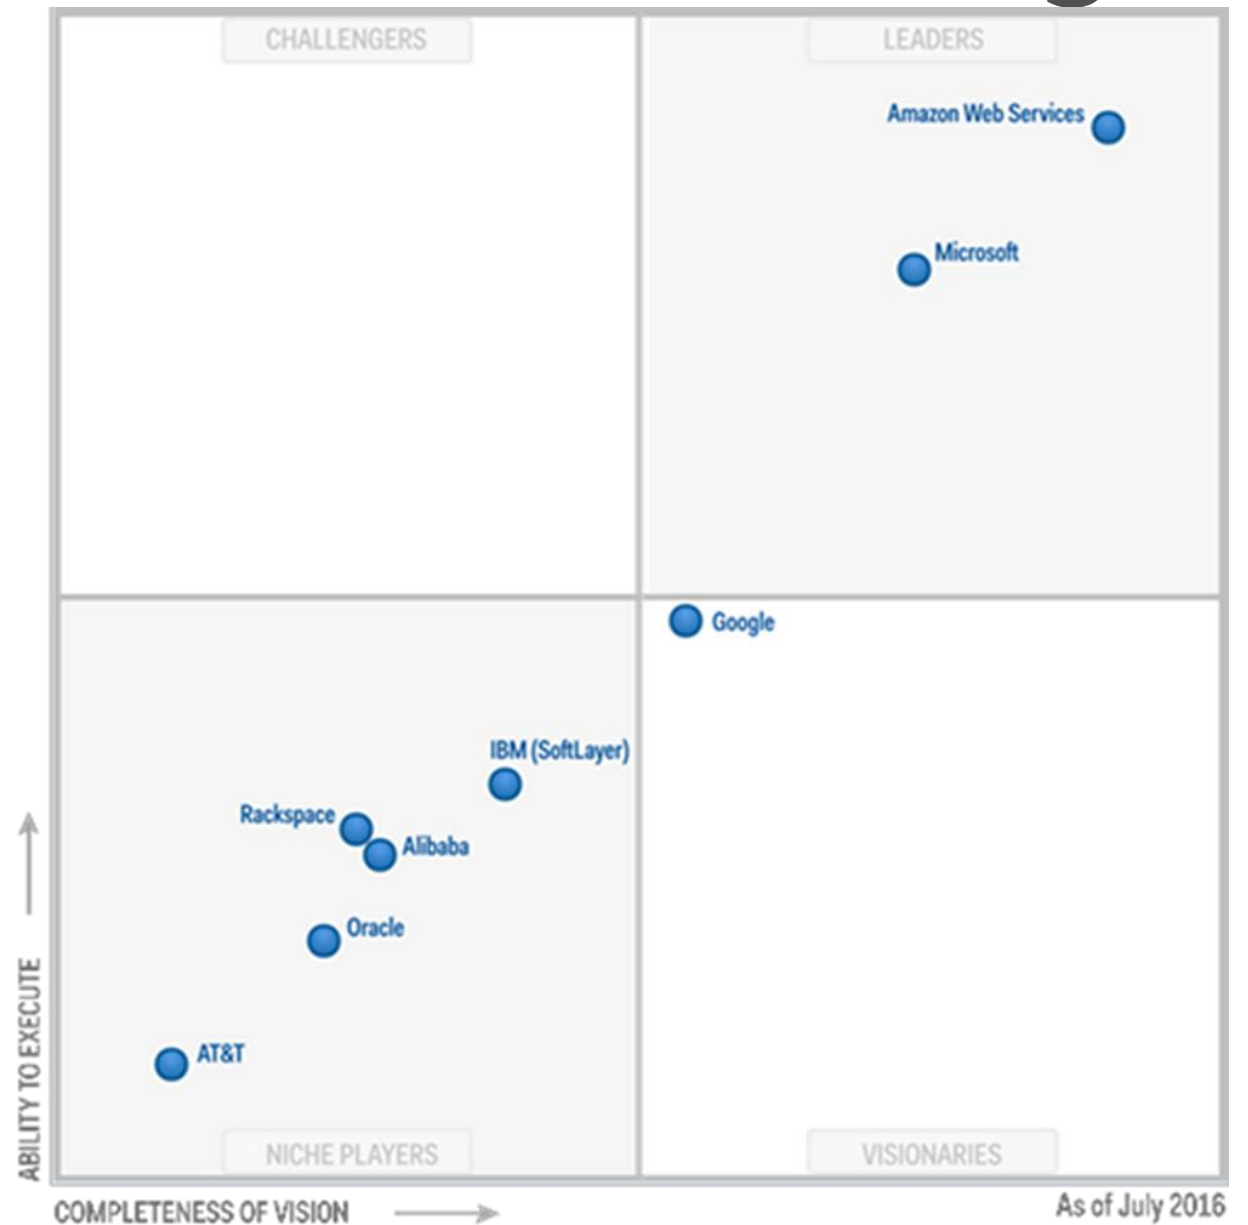 CHALLENGERS
LEADERS
Amazon Web Services
Microsoft
Google
IBM (SoftLayer)
Rackspace
Alibaba
Oracle
AT&T
NICHE PLAYERS
VISIONARIES
ABILITY TO EXECUTE
COMPLETENESS OF VISION
As of July 2016